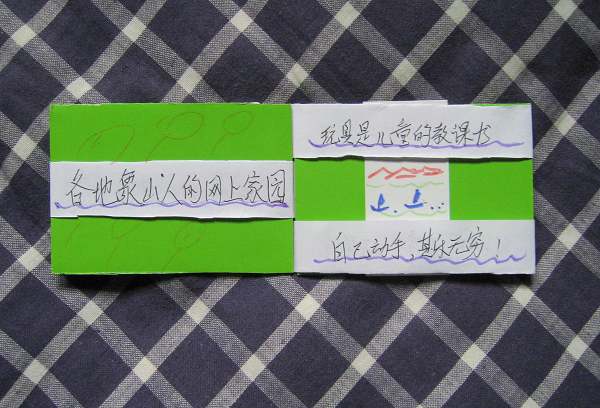 各地象山人的网上家园
玩具是儿童的教课书
自己动手,其乐无穷!